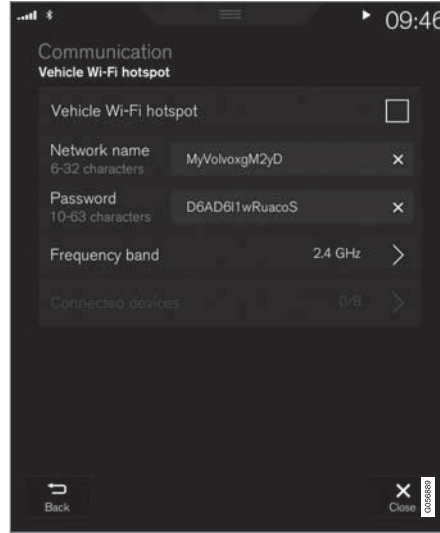 09:46
Communication
Vehicle Wi-Fi hotspot
Vehicle Wi-Fi hotspot
Network name
6-32 characters
MyVolvoxgM2yD
Password
10-63 characters
D6AD6I1wRuacoS
Frequency band
2.4 GHz
Connected devices
0/8
Back
Close
G056889